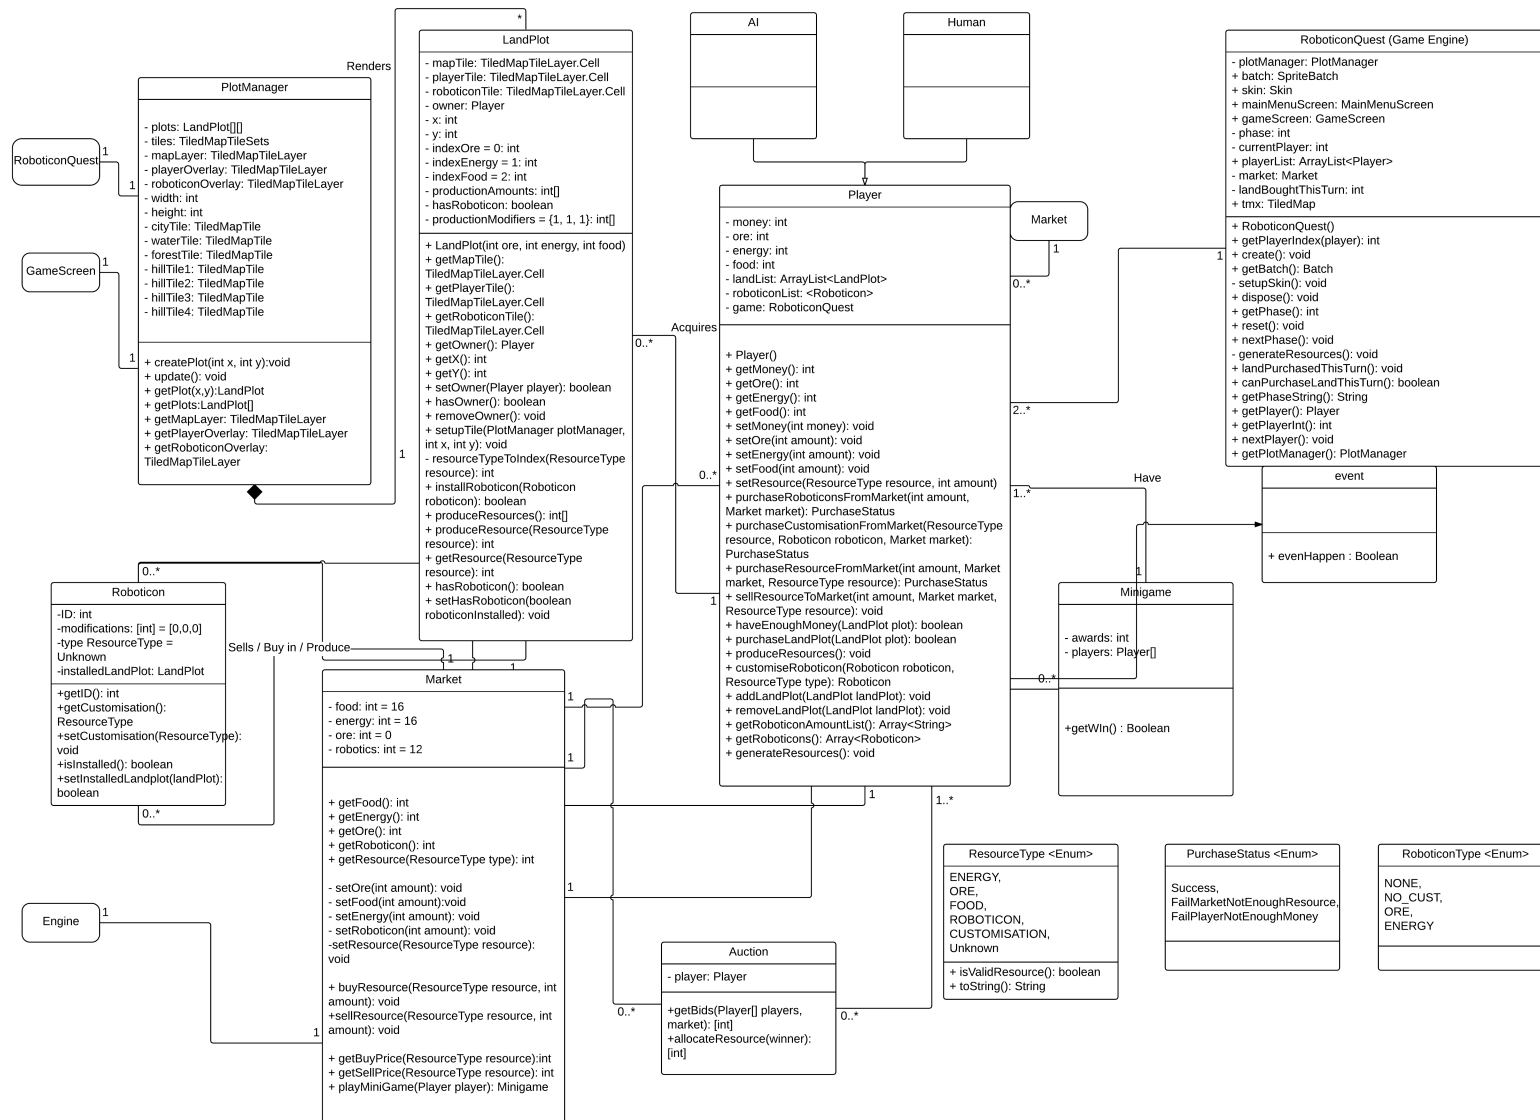 Renders
*
LandPlot
- mapTile: TiledMapTileLayer.Cell
- playerTile: TiledMapTileLayer.Cell
- roboticonTile: TiledMapTileLayer.Cell
- owner: Player
- x: int
- y: int
- indexOre = 0: int
- indexEnergy = 1: int
- indexFood = 2: int
- productionAmounts: int[]
- hasRoboticon: boolean
- productionModifiers = {1, 1, 1}: int[]
+ LandPlot(int ore, int energy, int food)
+ getMapTile():
TiledMapTileLayer.Cell
+ getPlayerTile():
TiledMapTileLayer.Cell
+ getRoboticonTile():
TiledMapTileLayer.Cell
+ getOwner(): Player
+ getX(): int
+ getY(): int
+ setOwner(Player player): boolean
+ hasOwner(): boolean
+ removeOwner(): void
+ setupTile(PlotManager plotManager,
int x, int y): void
- resourceTypeToIndex(ResourceType
resource): int
+ installRoboticon(Roboticon
roboticon): boolean
+ produceResources(): int[]
+ produceResource(ResourceType
resource): int
+ getResource(ResourceType
resource): int
+ hasRoboticon(): boolean
+ setHasRoboticon(boolean
roboticonInstalled): void
PlotManager
- plots: LandPlot[][]
- tiles: TiledMapTileSets
- mapLayer: TiledMapTileLayer
- playerOverlay: TiledMapTileLayer
- roboticonOverlay: TiledMapTileLayer
- width: int
- height: int
- cityTile: TiledMapTile
- waterTile: TiledMapTile
- forestTile: TiledMapTile
- hillTile1: TiledMapTile
- hillTile2: TiledMapTile
- hillTile3: TiledMapTile
- hillTile4: TiledMapTile
+ createPlot(int x, int y):void
+ update(): void
+ getPlot(x,y):LandPlot
+ getPlots:LandPlot[]
+ getMapLayer: TiledMapTileLayer
+ getPlayerOverlay: TiledMapTileLayer
+ getRoboticonOverlay:
TiledMapTileLayer
RoboticonQuest
1
1
GameScreen
1
1
1
AI
Human
Player
- money: int
- ore: int
- energy: int
- food: int
- landList: ArrayList<LandPlot>
- roboticonList: <Roboticon>
- game: RoboticonQuest
+ Player()
+ getMoney(): int
+ getOre(): int
+ getEnergy(): int
+ getFood(): int
+ setMoney(int money): void
+ setOre(int amount): void
+ setEnergy(int amount): void
+ setFood(int amount): void
+ setResource(ResourceType resource, int amount)
+ purchaseRoboticonsFromMarket(int amount,
Market market): PurchaseStatus
+ purchaseCustomisationFromMarket(ResourceType
resource, Roboticon roboticon, Market market):
PurchaseStatus
+ purchaseResourceFromMarket(int amount, Market
market, ResourceType resource): PurchaseStatus
+ sellResourceToMarket(int amount, Market market,
ResourceType resource): void
+ haveEnoughMoney(LandPlot plot): boolean
+ purchaseLandPlot(LandPlot plot): boolean
+ produceResources(): void
+ customiseRoboticon(Roboticon roboticon,
ResourceType type): Roboticon
+ addLandPlot(LandPlot landPlot): void
+ removeLandPlot(LandPlot landPlot): void
+ getRoboticonAmountList(): Array<String>
+ getRoboticons(): Array<Roboticon>
+ generateResources(): void
Market
1
0..*
Acquires
0..*
1
0..*
2..*
1
RoboticonQuest (Game Engine)
- plotManager: PlotManager
+ batch: SpriteBatch
+ skin: Skin
+ mainMenuScreen: MainMenuScreen
+ gameScreen: GameScreen
- phase: int
- currentPlayer: int
+ playerList: ArrayList<Player>
- market: Market
- landBoughtThisTurn: int
+ tmx: TiledMap
+ RoboticonQuest()
+ getPlayerIndex(player): int
+ create(): void
+ getBatch(): Batch
- setupSkin(): void
+ dispose(): void
+ getPhase(): int
+ reset(): void
+ nextPhase(): void
- generateResources(): void
+ landPurchasedThisTurn(): void
+ canPurchaseLandThisTurn(): boolean
+ getPhaseString(): String
+ getPlayer(): Player
+ getPlayerInt(): int
+ nextPlayer(): void
+ getPlotManager(): PlotManager
event
+ evenHappen : Boolean
Have
1..*
1
Minigame
- awards: int
- players: Player[]
+getWIn() : Boolean
0..*
0..*
Roboticon
-ID: int
-modifications: [int] = [0,0,0]
-type ResourceType =
Unknown
-installedLandPlot: LandPlot
+getID(): int
+getCustomisation():
ResourceType
+setCustomisation(ResourceType):
void
+isInstalled(): boolean
+setInstalledLandplot(landPlot):
boolean
0..*
Sells / Buy in / Produce
1
1
Market
- food: int = 16
- energy: int = 16
- ore: int = 0
- robotics: int = 12
+ getFood(): int
+ getEnergy(): int
+ getOre(): int
+ getRoboticon(): int
+ getResource(ResourceType type): int
- setOre(int amount): void
- setFood(int amount):void
- setEnergy(int amount): void
- setRoboticon(int amount): void
-setResource(ResourceType resource):
void
+ buyResource(ResourceType resource, int
amount): void
+sellResource(ResourceType resource, int
amount): void
+ getBuyPrice(ResourceType resource):int
+ getSellPrice(ResourceType resource): int
+ playMiniGame(Player player): Minigame
1
1
1
1
1..*
Engine
1
1
Auction
- player: Player
+getBids(Player[] players,
market): [int]
+allocateResource(winner):
[int]
0..*
0..*
ResourceType <Enum>
ENERGY,
ORE,
FOOD,
ROBOTICON,
CUSTOMISATION,
Unknown
+ isValidResource(): boolean
+ toString(): String
PurchaseStatus <Enum>
Success,
FailMarketNotEnoughResource,
FailPlayerNotEnoughMoney
RoboticonType <Enum>
NONE,
NO_CUST,
ORE,
ENERGY